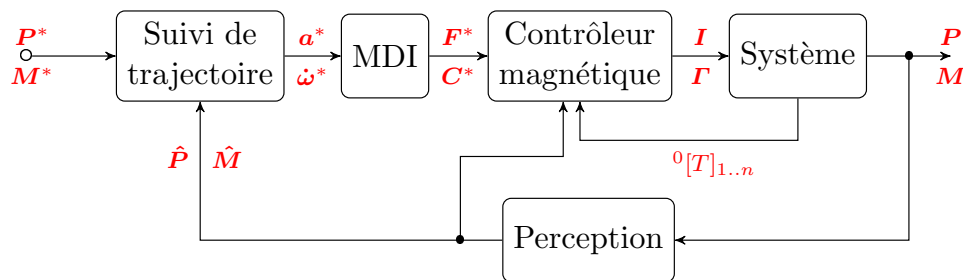 P* M*
Suivi de
trajectoire
a* ω̇*
MDI
F* C*
Contrôleur
magnétique
I Γ
Système
P M
P̂ M̂
⁰[T]₁..ₙ
Perception